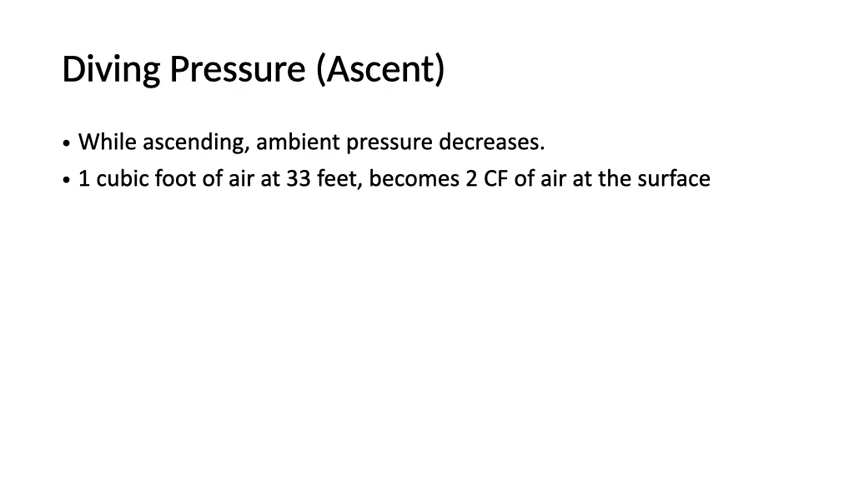 Diving Pressure (Ascent)
• While ascending, ambient pressure decreases.
• 1 cubic foot of air at 33 feet, becomes 2 CF of air at the surface